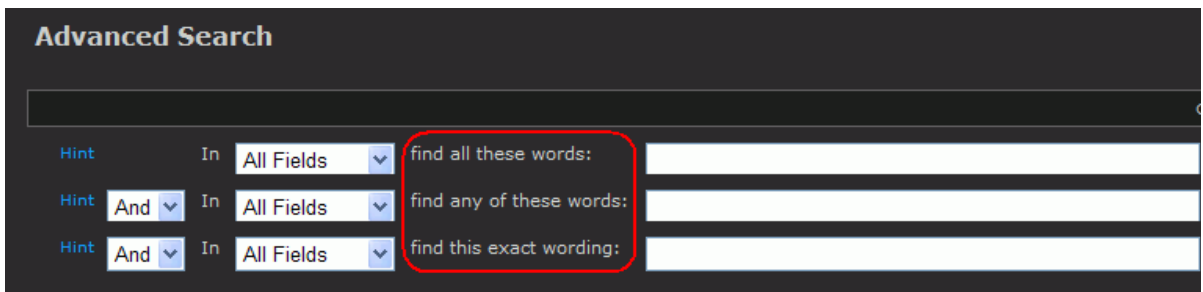 Advanced Search
Hint In All Fields find all these words:
Hint And In All Fields find any of these words:
Hint And In All Fields find this exact wording: